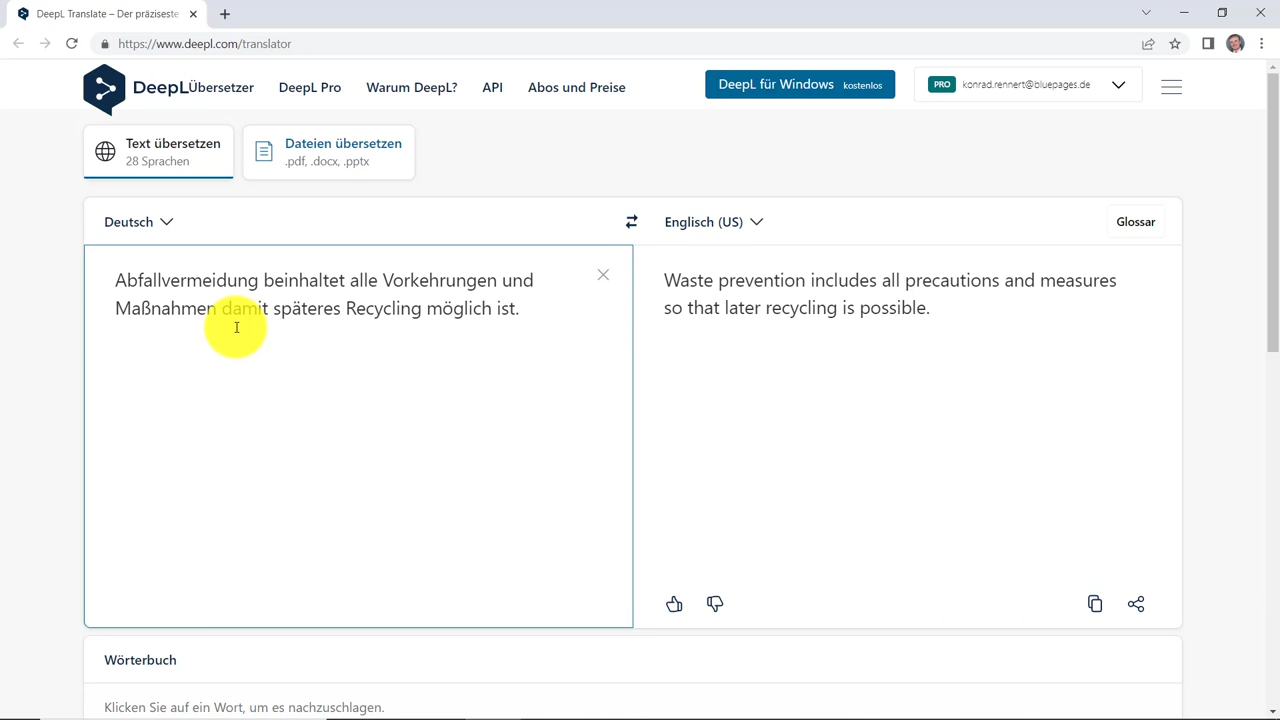 DeepL Translate – Der präziseste
https://www.deepl.com/translator
DeepL Übersetzer DeepL Pro Warum DeepL? API Abos und Preise DeepL für Windows kostenlos PRO konrad.rennert@bluepages.de
Text übersetzen
28 Sprachen
Dateien übersetzen
.pdf, .docx, .pptx
Deutsch Englisch (US) Glossar
Abfallvermeidung beinhaltet alle Vorkehrungen und
Maßnahmen damit späteres Recycling möglich ist.
Waste prevention includes all precautions and measures
so that later recycling is possible.
Wörterbuch
Klicken Sie auf ein Wort, um es nachzuschlagen.